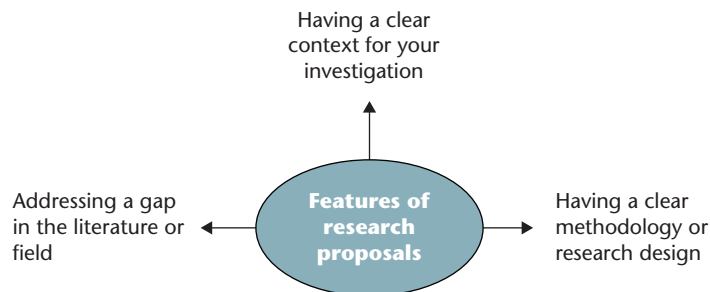 Having a clear
context for your
investigation
Addressing a gap
in the literature or
field
Features of
research
proposals
Having a clear
methodology or
research design